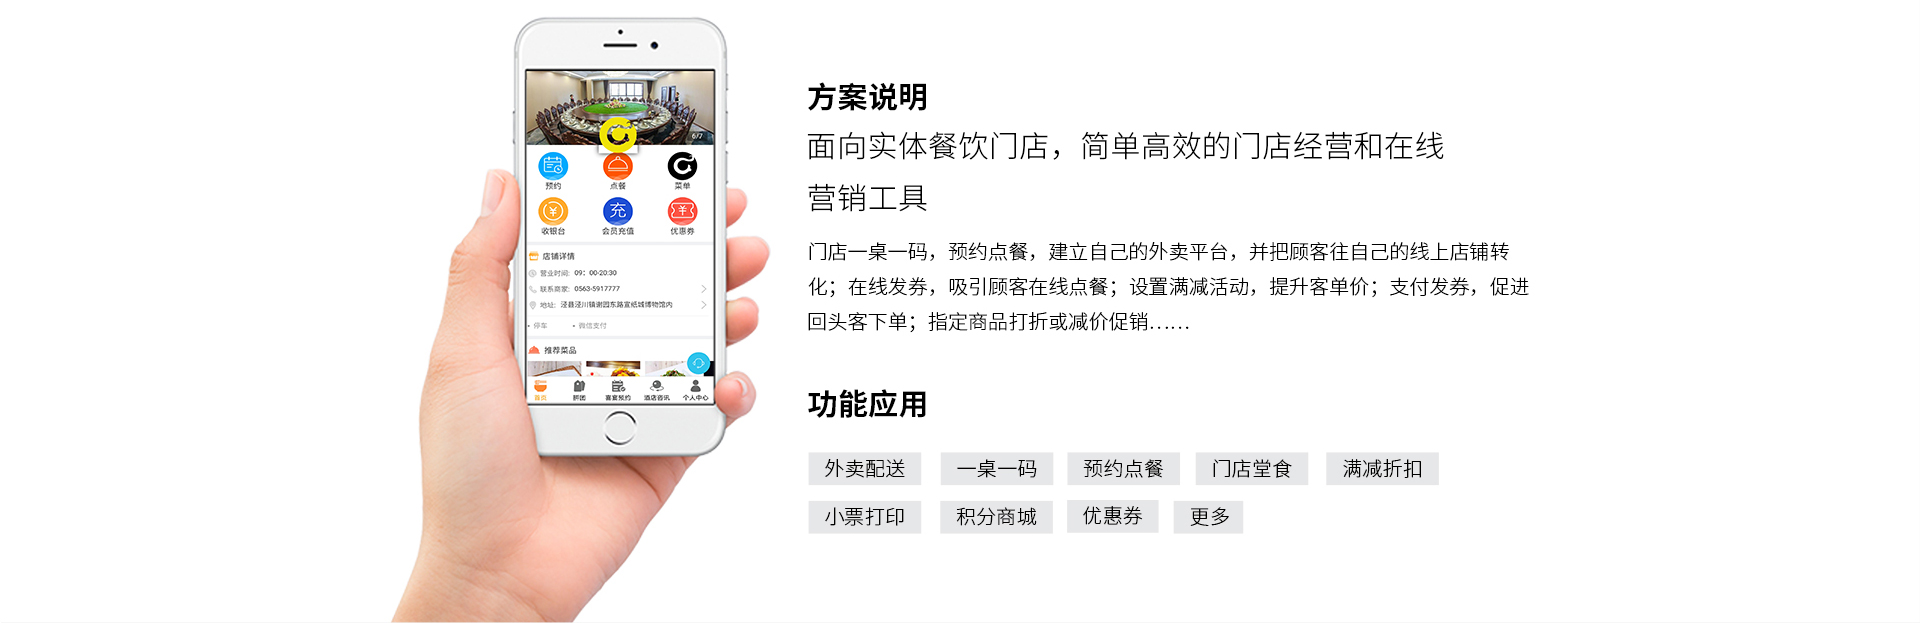 6/7
预约
点餐
菜单
充
收银台
会员充值
优惠券
店铺详情
营业时间: 09: 00-20:30
联系商家: 0563-5917777
地址: 泾县泾川镇谢园东路宣纸城博物馆内
• 停车 • 微信支付
推荐菜品
首页 拼团 喜宴预约 酒店咨讯 个人中心
方案说明
面向实体餐饮门店，简单高效的门店经营和在线
营销工具
门店一桌一码，预约点餐，建立自己的外卖平台，并把顾客往自己的线上店铺转
化；在线发券，吸引顾客在线点餐；设置满减活动，提升客单价；支付发券，促进
回头客下单；指定商品打折或减价促销……
功能应用
外卖配送 一桌一码 预约点餐 门店堂食 满减折扣
小票打印 积分商城 优惠券 更多